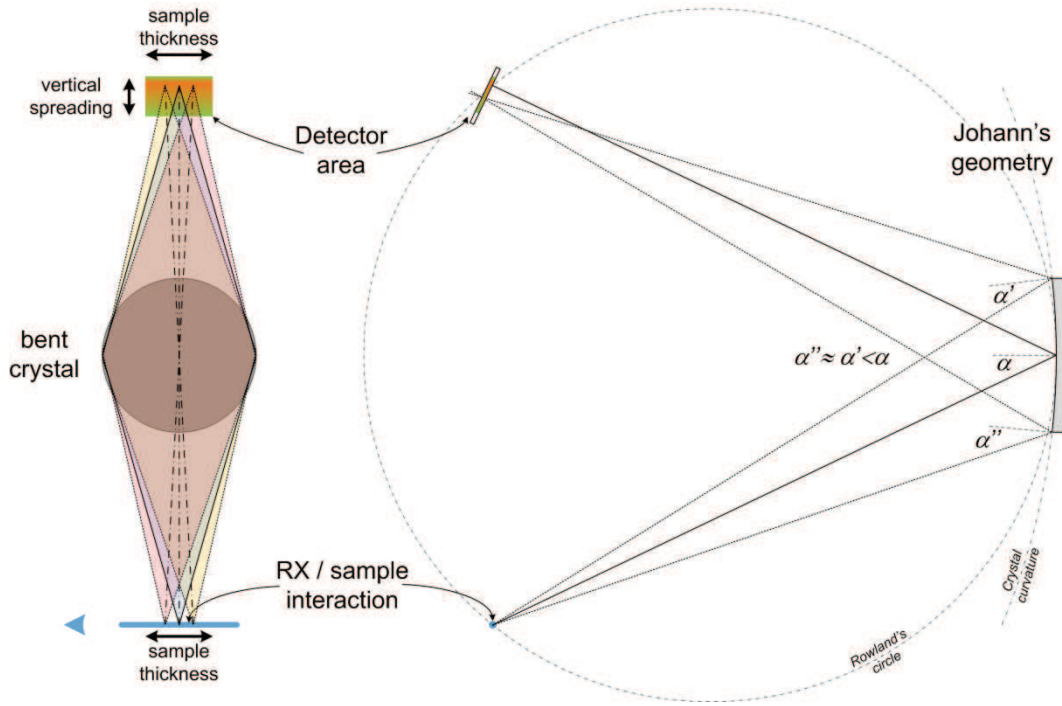 sample
thickness
vertical
spreading
Detector
area
bent
crystal
RX / sample
interaction
sample
thickness
Johann's
geometry
α'
α''≈ α'<α
α
α''
Crystal
curvature
Rowland's
circle